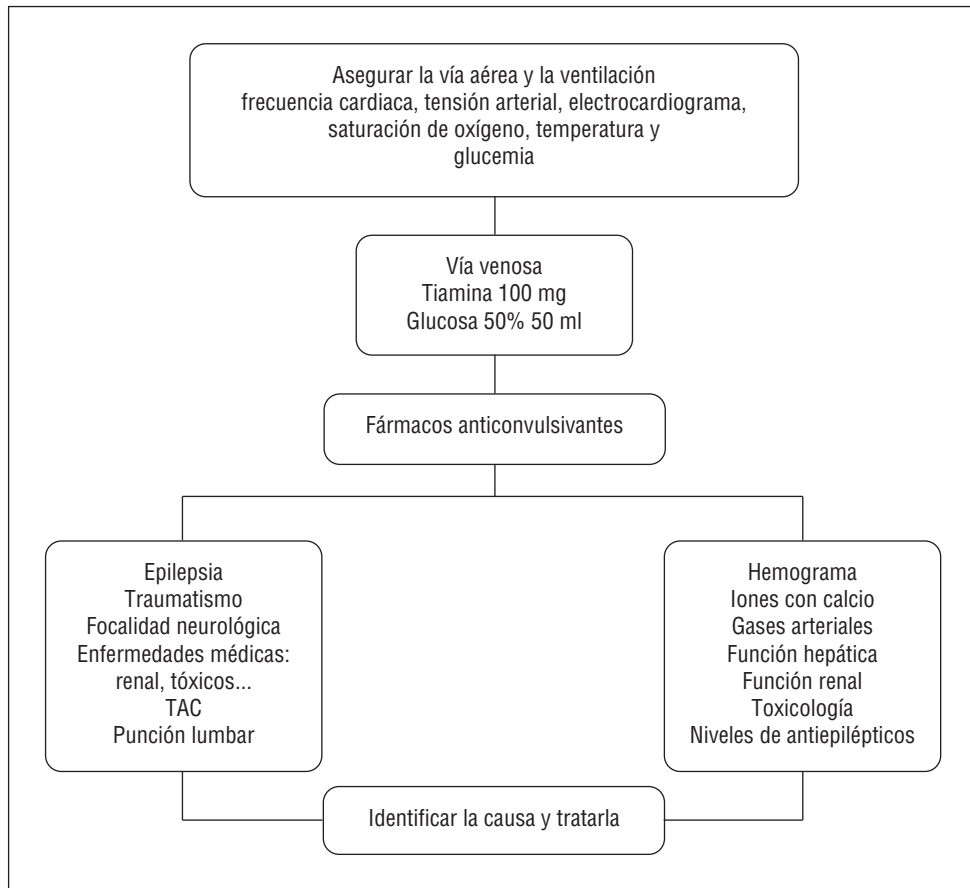 Asegurar la vía aérea y la ventilación
frecuencia cardiaca, tensión arterial, electrocardiograma,
saturación de oxígeno, temperatura y
glucemia
Vía venosa
Tiamina 100 mg
Glucosa 50% 50 ml
Fármacos anticonvulsivantes
Epilepsia
Traumatismo
Focalidad neurológica
Enfermedades médicas:
renal, tóxicos...
TAC
Punción lumbar
Hemograma
Iones con calcio
Gases arteriales
Función hepática
Función renal
Toxicología
Niveles de antiepilépticos
Identificar la causa y tratarla